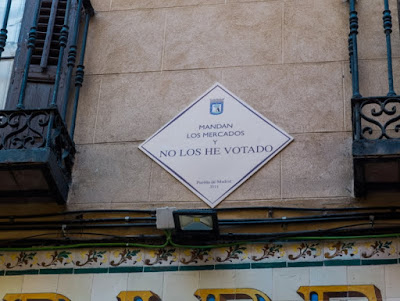 MANDAN
LOS MERCADOS
Y
NO LOS HE VOTADO
Pueblo de Madrid